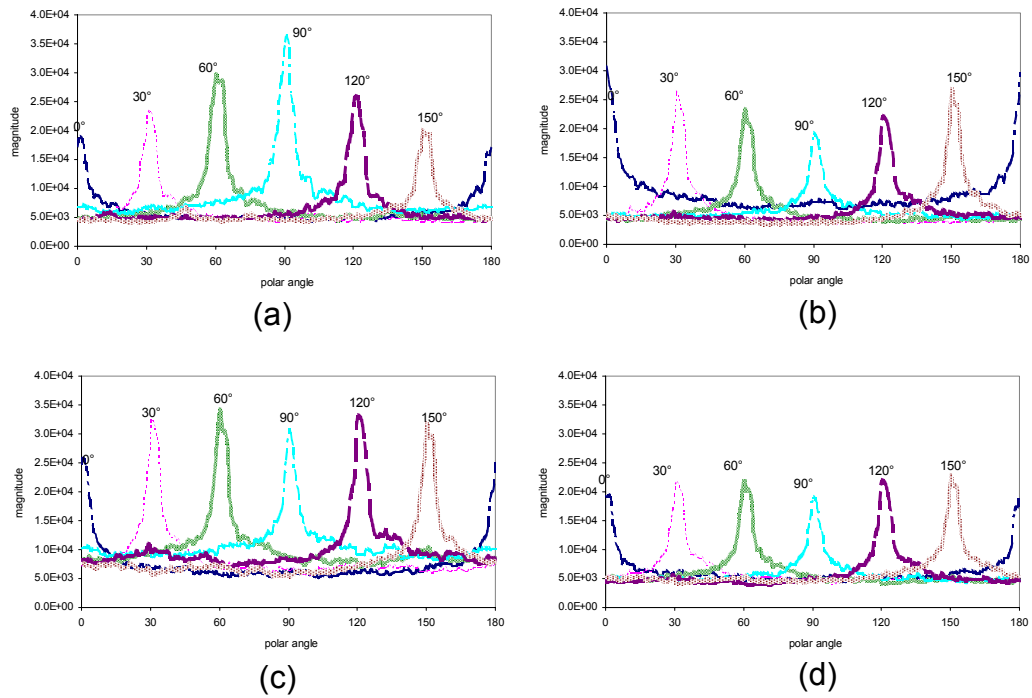 4.0E+04
3.5E+04
3.0E+04
2.5E+04
2.0E+04
1.5E+04
1.0E+04
5.0E+03
0.0E+00
magnitude
0°
30°
60°
90°
120°
150°
0 30 60 90 120 150 180
polar angle
(a)
4.0E+04
3.5E+04
3.0E+04
2.5E+04
2.0E+04
1.5E+04
1.0E+04
5.0E+03
0.0E+00
magnitude
0°
30°
60°
90°
120°
150°
0 30 60 90 120 150 180
polar angle
(b)
4.0E+04
3.5E+04
3.0E+04
2.5E+04
2.0E+04
1.5E+04
1.0E+04
5.0E+03
0.0E+00
magnitude
0°
30°
60°
90°
120°
150°
0 30 60 90 120 150 180
polar angle
(c)
4.0E+04
3.5E+04
3.0E+04
2.5E+04
2.0E+04
1.5E+04
1.0E+04
5.0E+03
0.0E+00
magnitude
0°
30°
60°
90°
120°
150°
0 30 60 90 120 150 180
polar angle
(d)